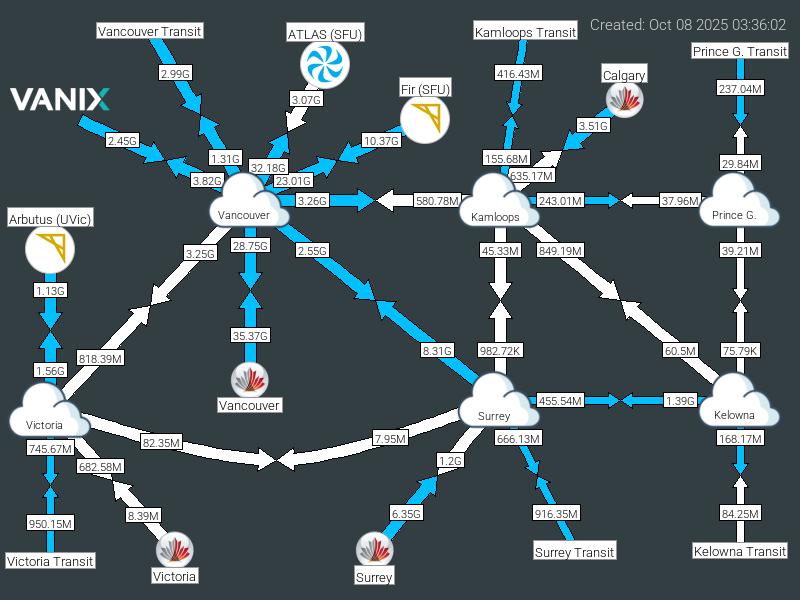 Created: Oct 08 2025 03:36:02
Vancouver Transit
ATLAS (SFU)
Kamloops Transit
Prince G. Transit
2.99G
416.43M
Calgary
237.04M
VANIX
3.07G
Fir (SFU)
3.51G
2.45G
10.37G
1.31G
155.68M
29.84M
32.18G
635.17M
3.82G
23.01G
3.26G
580.78M
243.01M
37.96M
Arbutus (UVic)
Vancouver
Kamloops
Prince G.
3.25G
28.75G
2.55G
45.33M
849.19M
39.21M
1.13G
818.39M
35.37G
8.31G
982.72K
60.5M
75.79K
1.56G
Vancouver
455.54M
1.39G
Victoria
Surrey
Kelowna
745.67M
82.35M
7.95M
666.13M
168.17M
682.58M
1.2G
950.15M
8.39M
6.35G
916.35M
84.25M
Victoria Transit
Victoria
Surrey
Surrey Transit
Kelowna Transit